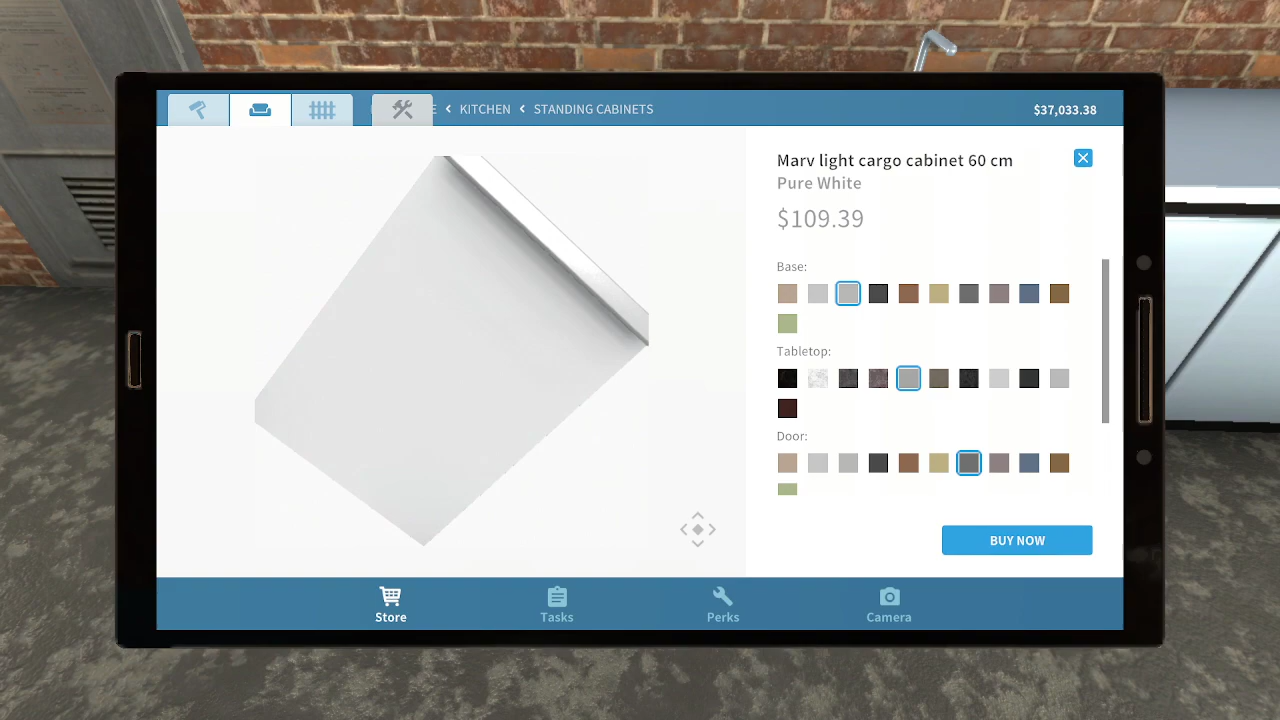 E < KITCHEN < STANDING CABINETS
$37,033.38
Marv light cargo cabinet 60 cm
Pure White
$109.39
Base:
Tabletop:
Door:
BUY NOW
Store
Tasks
Perks
Camera